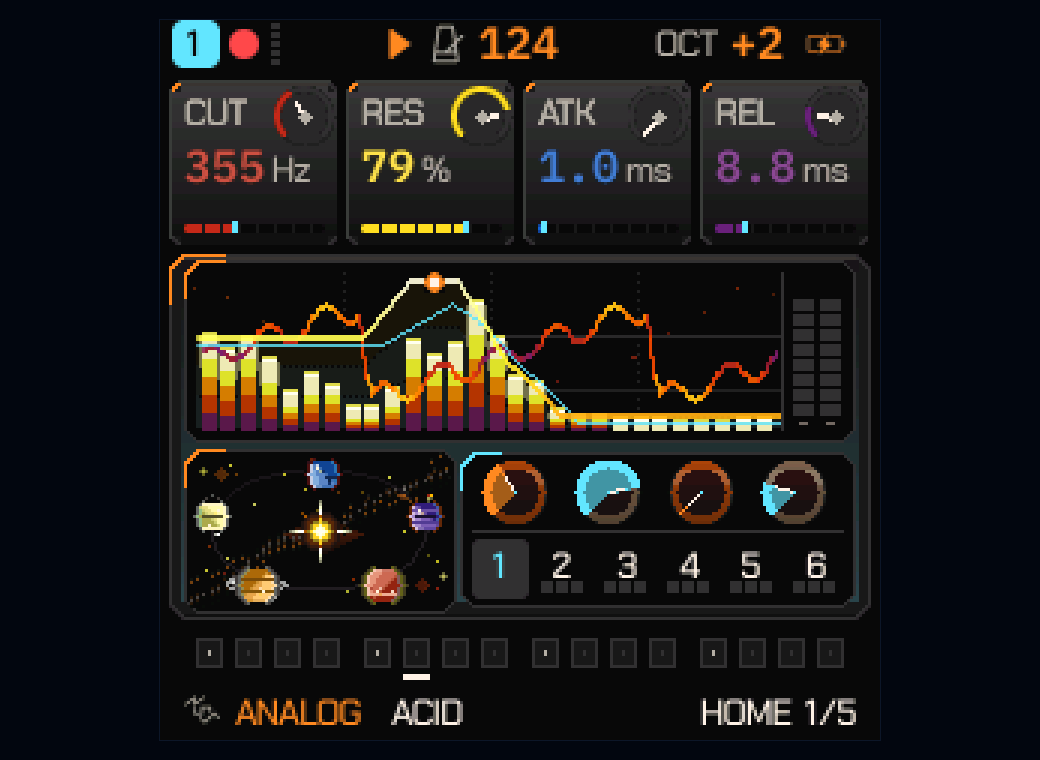 1 124 OCT +2
CUT RES ATK REL
355 Hz 79 % 1.0 ms 8.8 ms
1 2 3 4 5 6
ANALOG ACID HOME 1/5